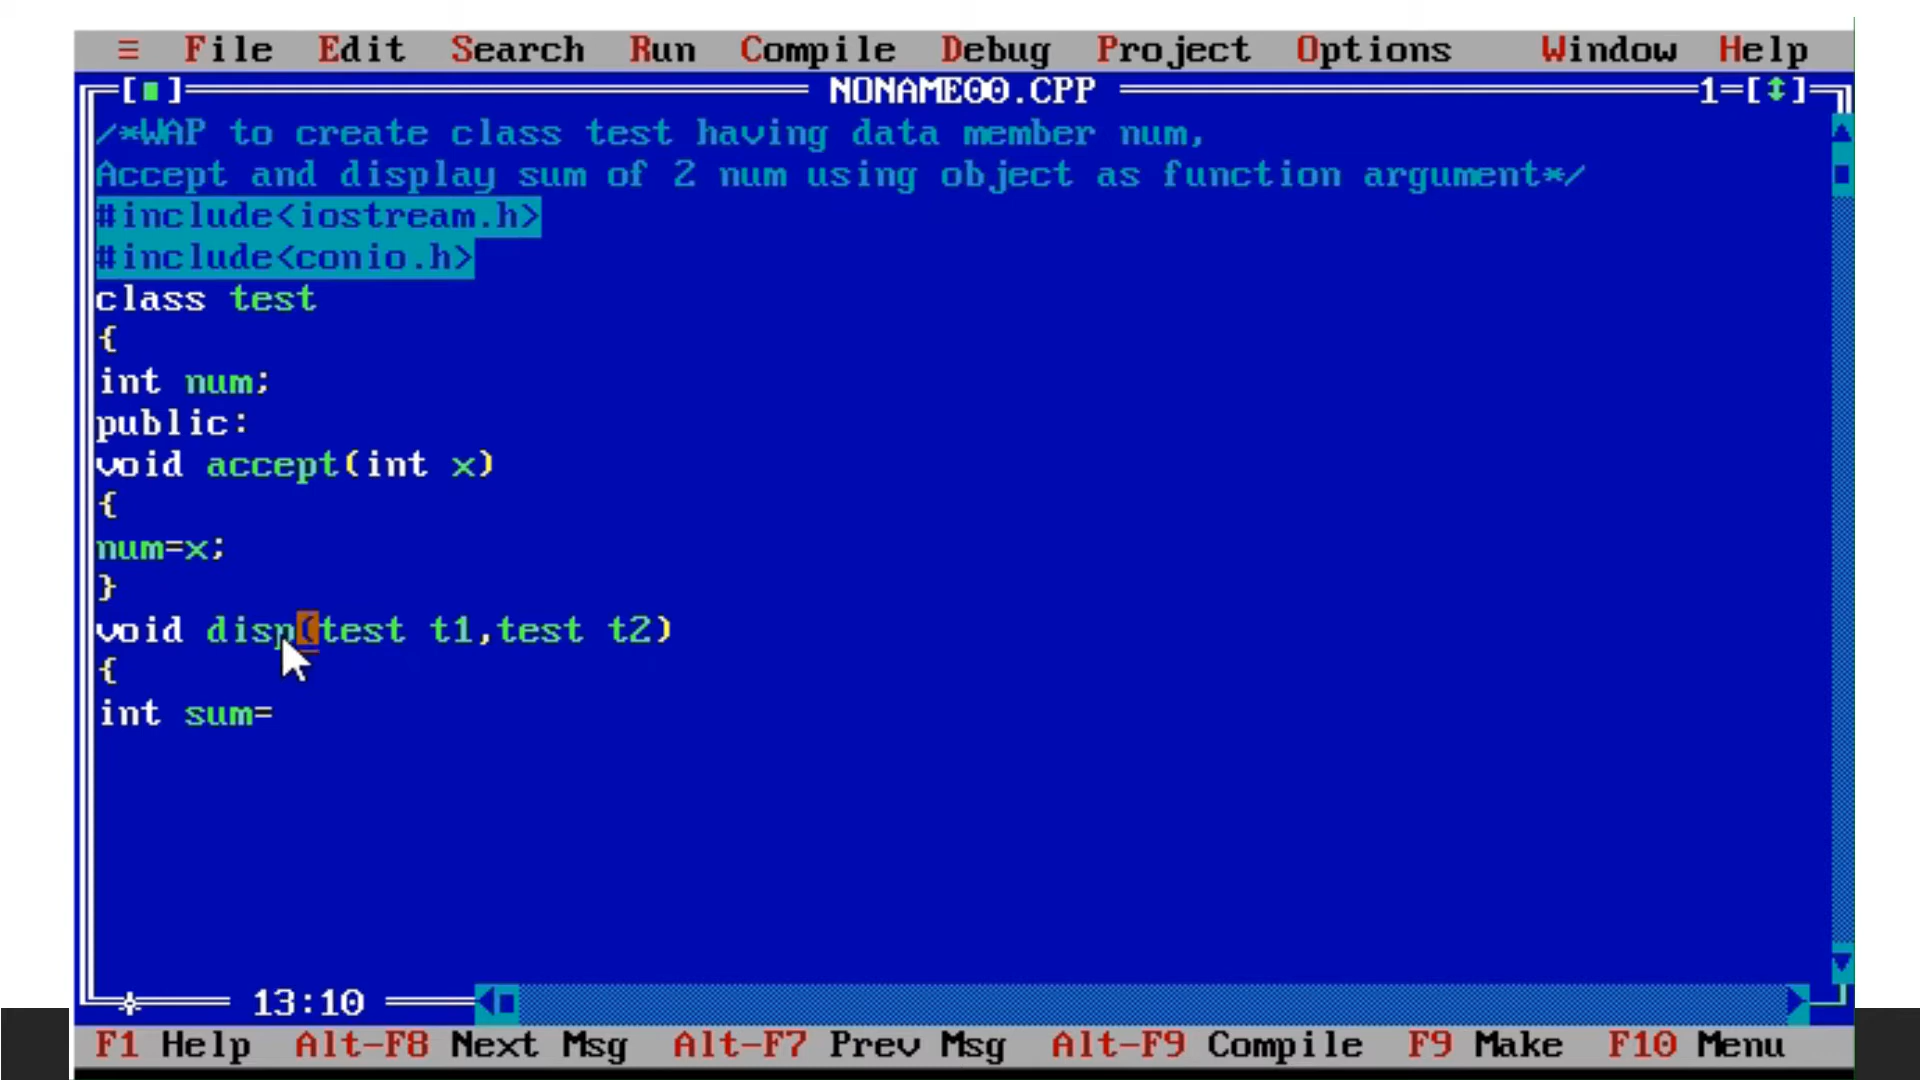 ≡ File Edit Search Run Compile Debug Project Options Window Help
[■] NONAME00.CPP 1=[↕]
/*WAP to create class test having data member num,
Accept and display sum of 2 num using object as function argument*/
#include<iostream.h>
#include<conio.h>
class test
{
int num;
public:
void accept(int x)
{
num=x;
}
void disp(test t1,test t2)
{
int sum=
13:10
F1 Help Alt-F8 Next Msg Alt-F7 Prev Msg Alt-F9 Compile F9 Make F10 Menu